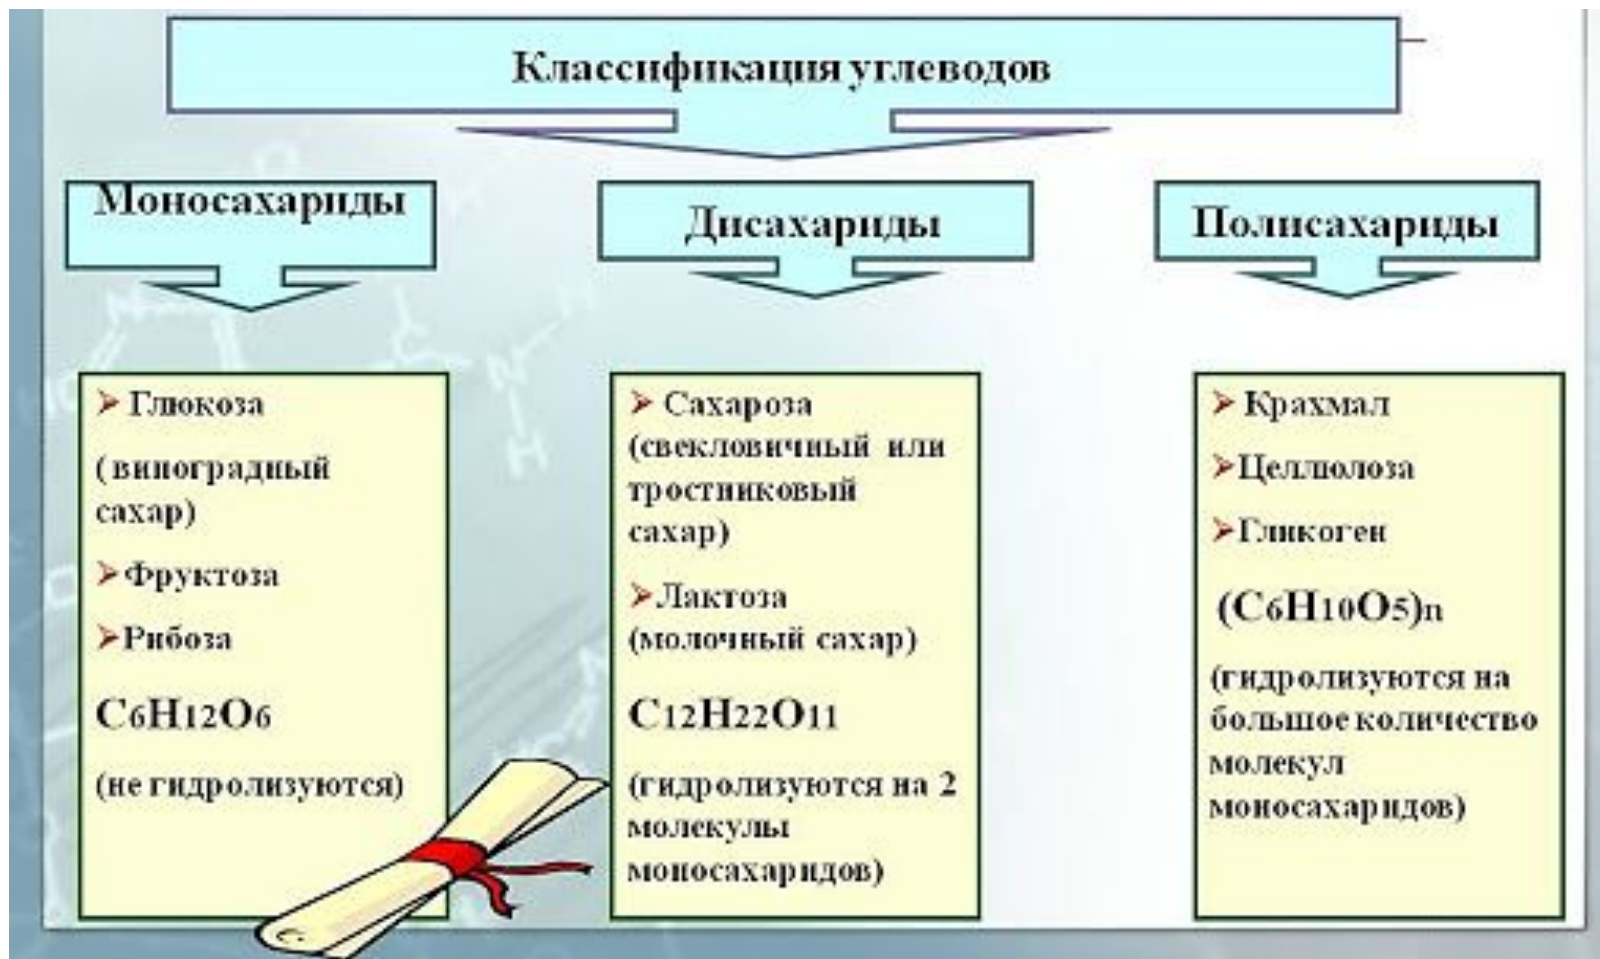 Классификация углеводов
Моносахариды
Дисахариды
Полисахариды
Глюкоза
(виноградный
сахар)
Фруктоза
Рибоза
C6H12O6
(не гидролизуются)
Сахароза
(свекловичный или
тростниковый
сахар)
Лактоза
(молочный сахар)
C12H22O11
(гидролизуются на 2
молекулы
моносахаридов)
Крахмал
Целлюлоза
Гликоген
(C6H10O5)n
(гидролизуются на
большое количество
молекул
моносахаридов)